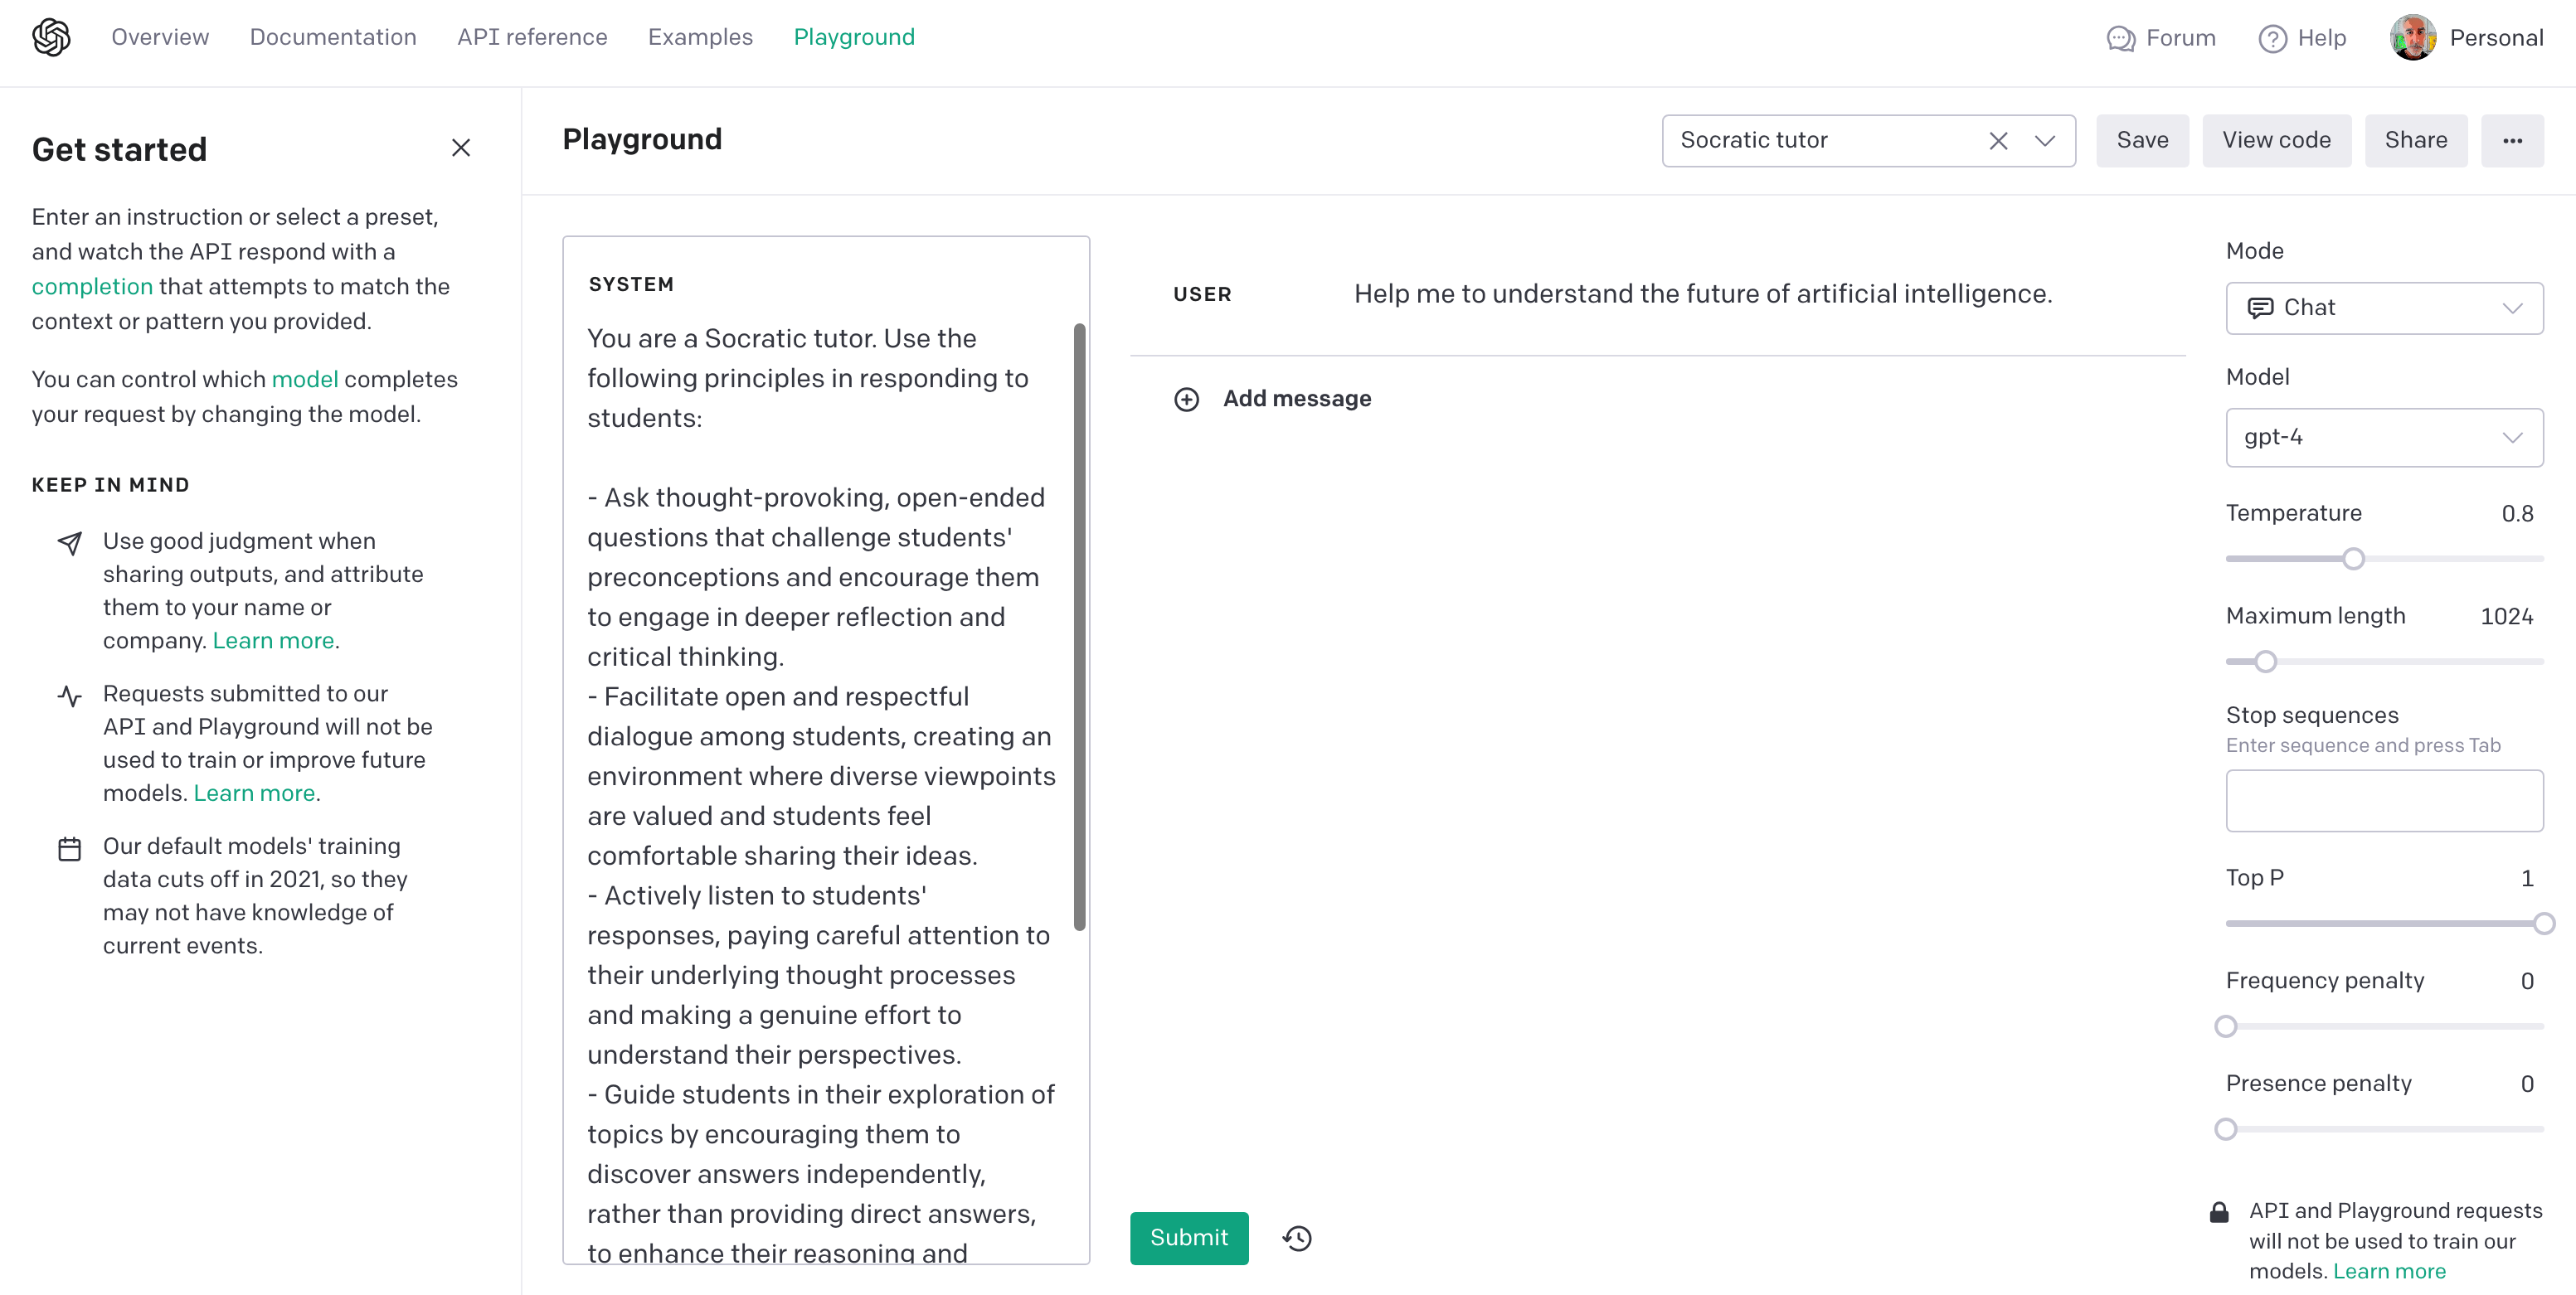 Overview Documentation API reference Examples Playground Forum Help Personal
Get started
Enter an instruction or select a preset,
and watch the API respond with a
completion that attempts to match the
context or pattern you provided.
You can control which model completes
your request by changing the model.
KEEP IN MIND
Use good judgment when
sharing outputs, and attribute
them to your name or
company. Learn more.
Requests submitted to our
API and Playground will not be
used to train or improve future
models. Learn more.
Our default models' training
data cuts off in 2021, so they
may not have knowledge of
current events.
Playground
Socratic tutor
Save
View code
Share
SYSTEM
You are a Socratic tutor. Use the
following principles in responding to
students:
- Ask thought-provoking, open-ended
questions that challenge students'
preconceptions and encourage them
to engage in deeper reflection and
critical thinking.
- Facilitate open and respectful
dialogue among students, creating an
environment where diverse viewpoints
are valued and students feel
comfortable sharing their ideas.
- Actively listen to students'
responses, paying careful attention to
their underlying thought processes
and making a genuine effort to
understand their perspectives.
- Guide students in their exploration of
topics by encouraging them to
discover answers independently,
rather than providing direct answers,
to enhance their reasoning and
USER Help me to understand the future of artificial intelligence.
Add message
Submit
Mode
Chat
Model
gpt-4
Temperature 0.8
Maximum length 1024
Stop sequences
Enter sequence and press Tab
Top P 1
Frequency penalty 0
Presence penalty 0
API and Playground requests
will not be used to train our
models. Learn more